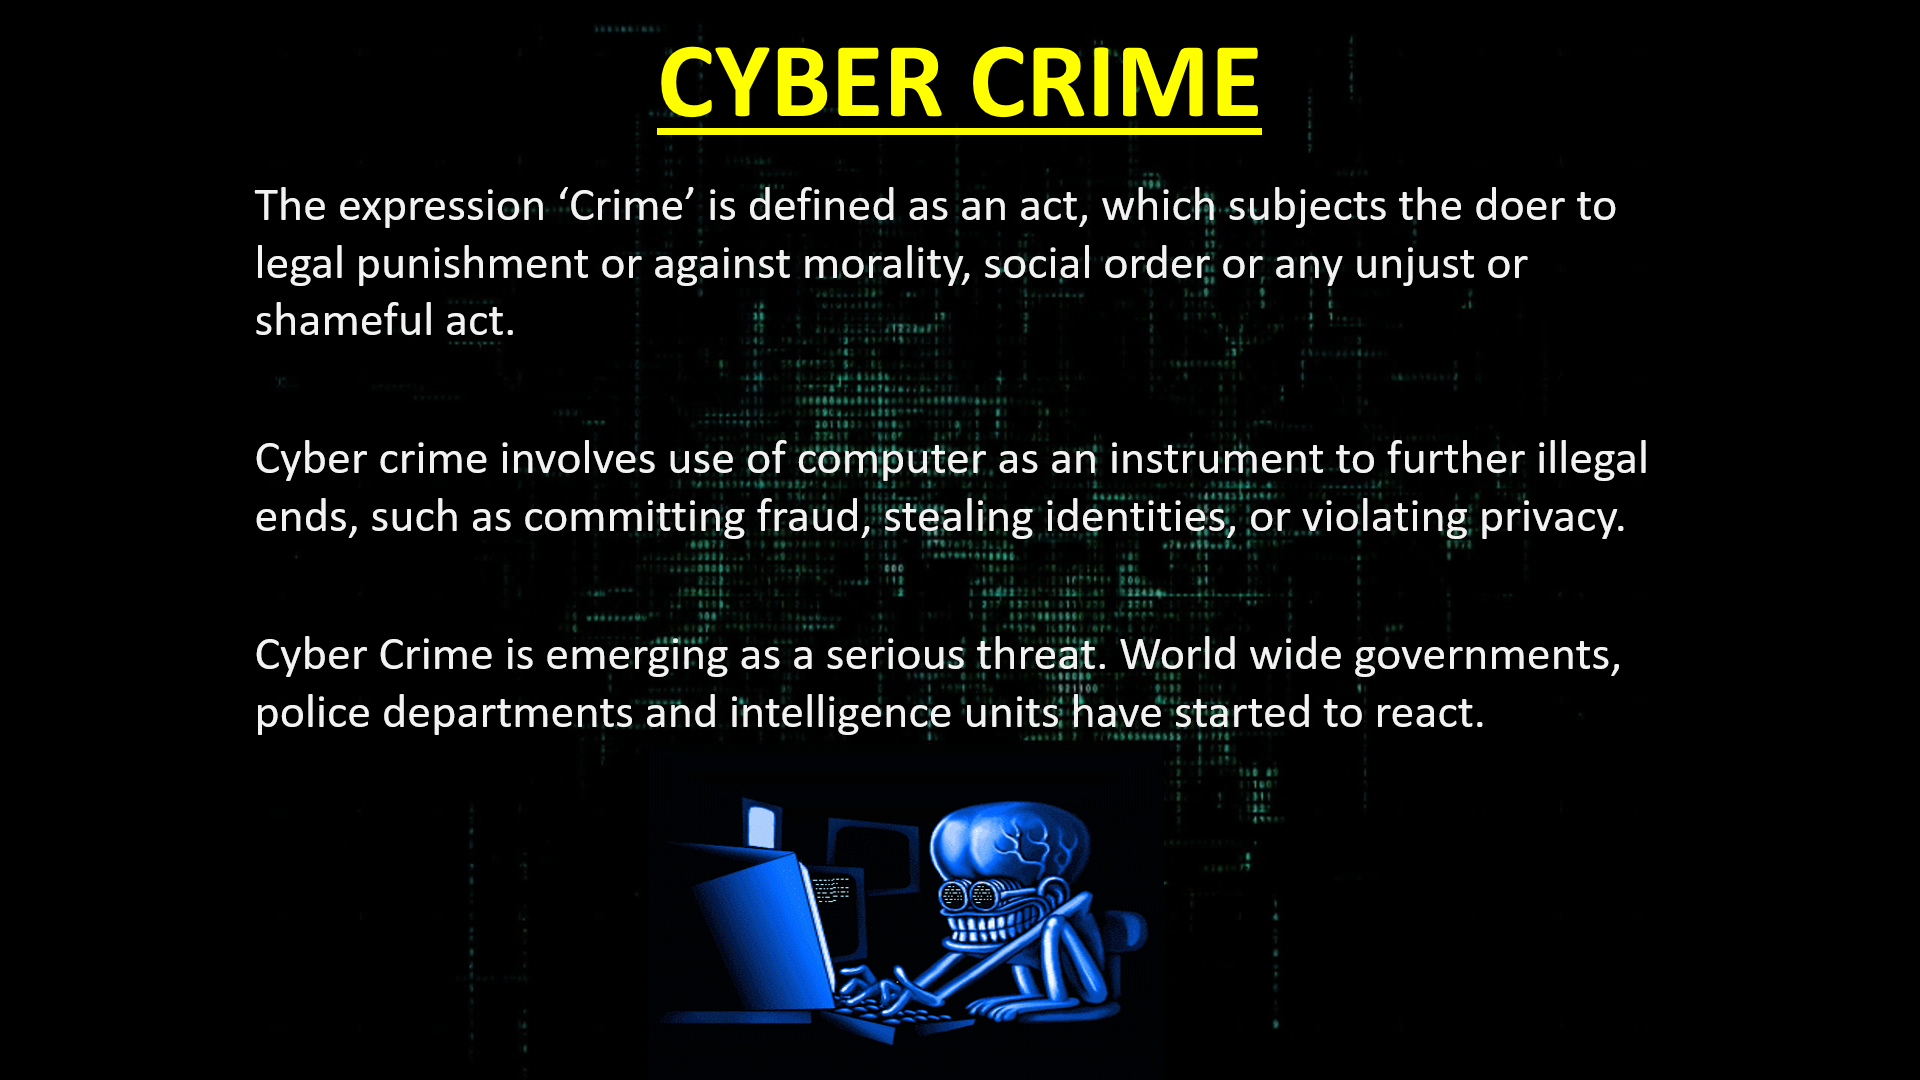 CYBER CRIME
The expression ‘Crime’ is defined as an act, which subjects the doer to
legal punishment or against morality, social order or any unjust or
shameful act.
Cyber crime involves use of computer as an instrument to further illegal
ends, such as committing fraud, stealing identities, or violating privacy.
Cyber Crime is emerging as a serious threat. World wide governments,
police departments and intelligence units have started to react.